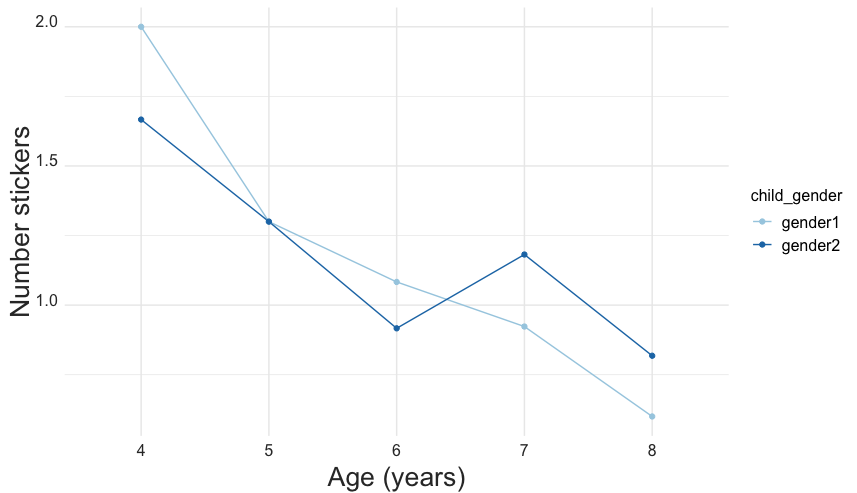 2.0
1.5
1.0
Number stickers
4 5 6 7 8
Age (years)
child_gender
gender1
gender2